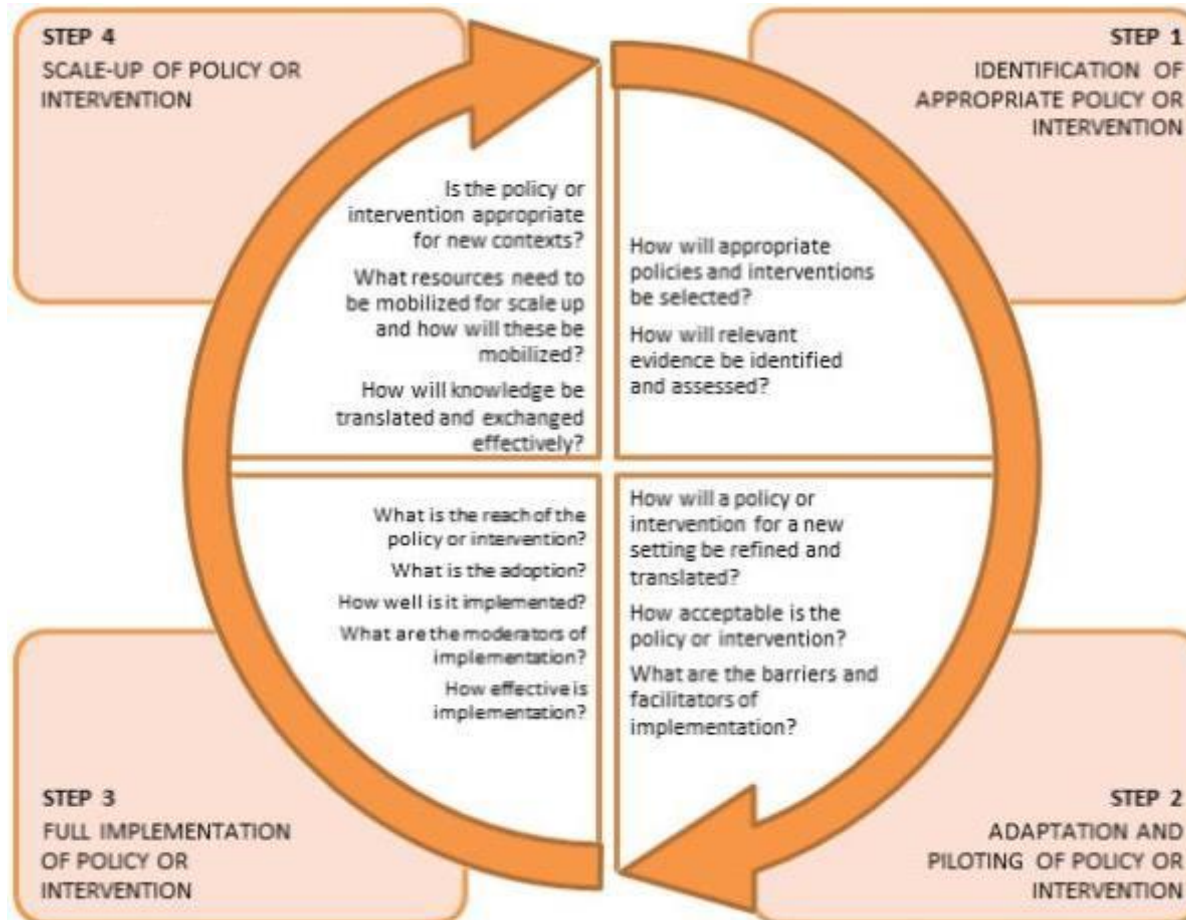 STEP 1
IDENTIFICATION OF
APPROPRIATE POLICY OR
INTERVENTION
How will appropriate
policies and interventions
be selected?
How will relevant
evidence be identified
and assessed?
STEP 2
ADAPTATION AND
PILOTING OF POLICY OR
INTERVENTION
How will a policy or
intervention for a new
setting be refined and
translated?
How acceptable is the
policy or intervention?
What are the barriers and
facilitators of
implementation?
STEP 3
FULL IMPLEMENTATION
OF POLICY OR
INTERVENTION
What is the reach of the
policy or intervention?
What is the adoption?
How well is it implemented?
What are the moderators of
implementation?
How effective is
implementation?
STEP 4
SCALE-UP OF POLICY OR
INTERVENTION
Is the policy or
intervention appropriate
for new contexts?
What resources need to
be mobilized for scale up
and how will these be
mobilized?
How will knowledge be
translated and exchanged
effectively?